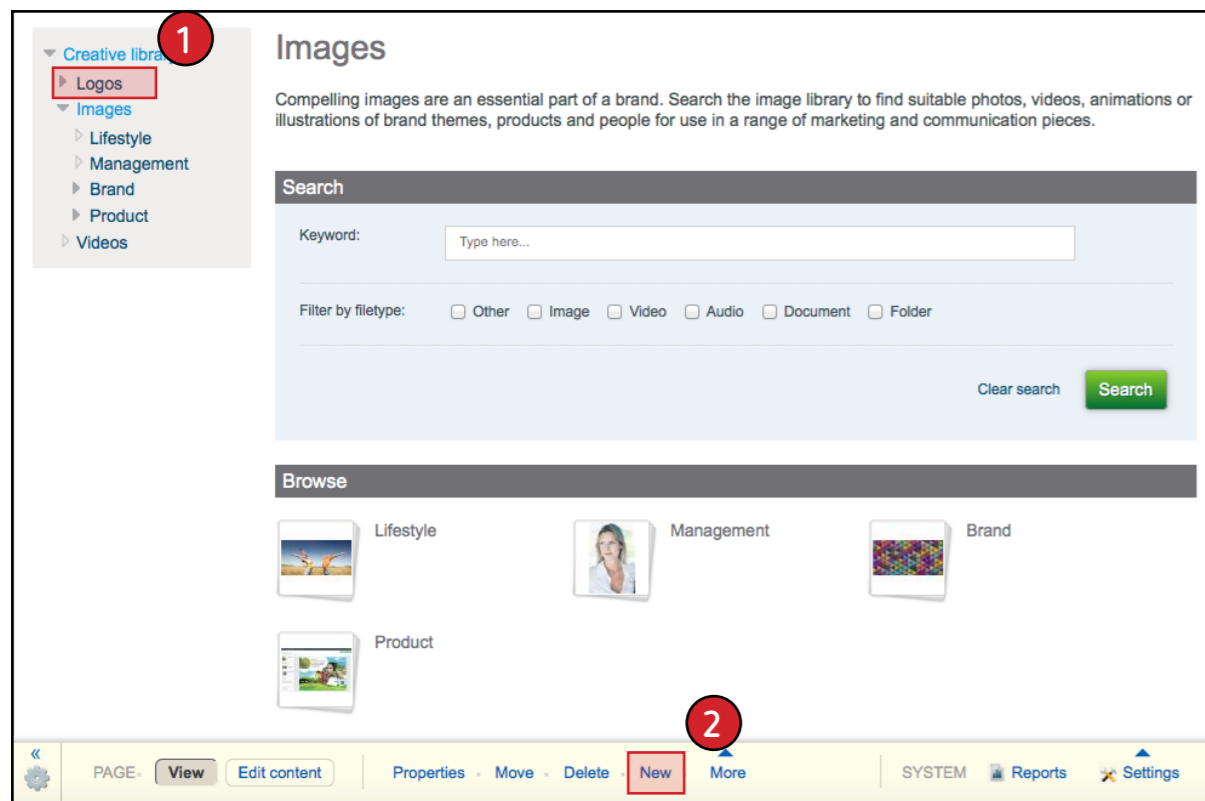 1
Creative libra
Logos
Images
Lifestyle
Management
Brand
Product
Videos
Images
Compelling images are an essential part of a brand. Search the image library to find suitable photos, videos, animations or
illustrations of brand themes, products and people for use in a range of marketing and communication pieces.
Search
Keyword:
Type here...
Filter by filetype:
Other Image Video Audio Document Folder
Clear search Search
Browse
Lifestyle Management Brand
Product
2
« PAGE View Edit content Properties Move Delete New More SYSTEM Reports Settings